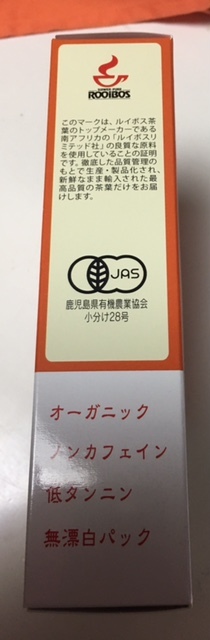 ROOIBOS
このマークは、ルイボス茶
葉のトップメーカーである
南アフリカの「ルイボスリ
ミテッド社」の良質な原料
を使用していることの証明
です。徹底した品質管理の
もとで生産・製品化され、
新鮮なまま輸入された最
高品質の茶葉だけをお届
けします。
JAS
鹿児島県有機農業協会
小分け28号
オーガニック
ノンカフェイン
低タンニン
無漂白パック